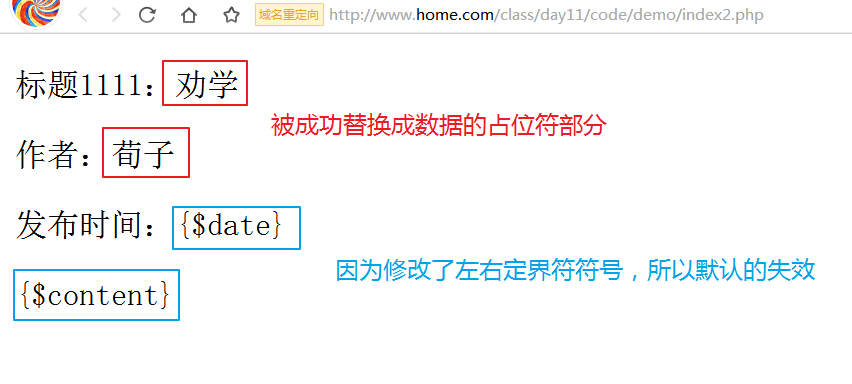 域名重定向 http://www.home.com/class/day11/code/demo/index2.php
标题1111：劝学
被成功替换成数据的占位符部分
作者：荀子
发布时间：{$date}
因为修改了左右定界符符号，所以默认的失效
{$content}